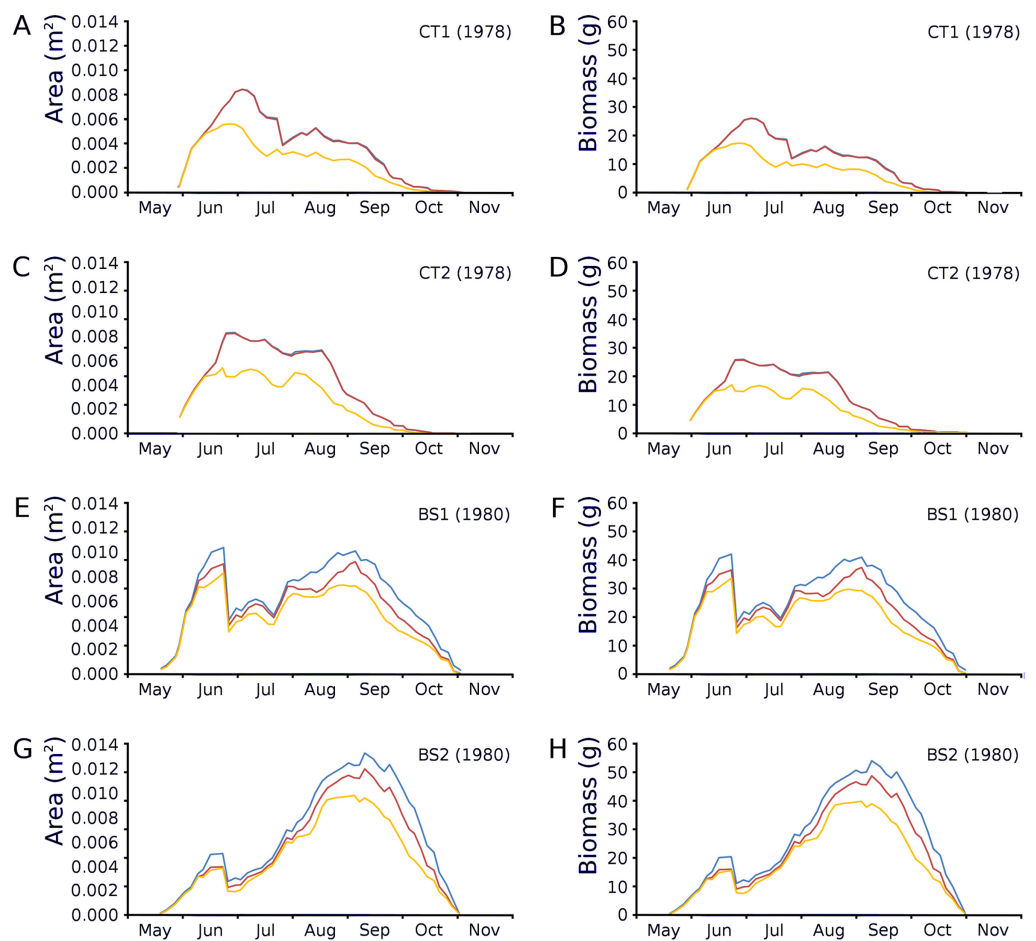 A
Area (m²)
CT1 (1978)
0.014
0.012
0.010
0.008
0.006
0.004
0.002
0.000
May Jun Jul Aug Sep Oct Nov
B
Biomass (g)
CT1 (1978)
60
50
40
30
20
10
0
May Jun Jul Aug Sep Oct Nov
C
Area (m²)
CT2 (1978)
0.014
0.012
0.010
0.008
0.006
0.004
0.002
0.000
May Jun Jul Aug Sep Oct Nov
D
Biomass (g)
CT2 (1978)
60
50
40
30
20
10
0
May Jun Jul Aug Sep Oct Nov
E
Area (m²)
BS1 (1980)
0.014
0.012
0.010
0.008
0.006
0.004
0.002
0.000
May Jun Jul Aug Sep Oct Nov
F
Biomass (g)
BS1 (1980)
60
50
40
30
20
10
0
May Jun Jul Aug Sep Oct Nov
G
Area (m²)
BS2 (1980)
0.014
0.012
0.010
0.008
0.006
0.004
0.002
0.000
May Jun Jul Aug Sep Oct Nov
H
Biomass (g)
BS2 (1980)
60
50
40
30
20
10
0
May Jun Jul Aug Sep Oct Nov